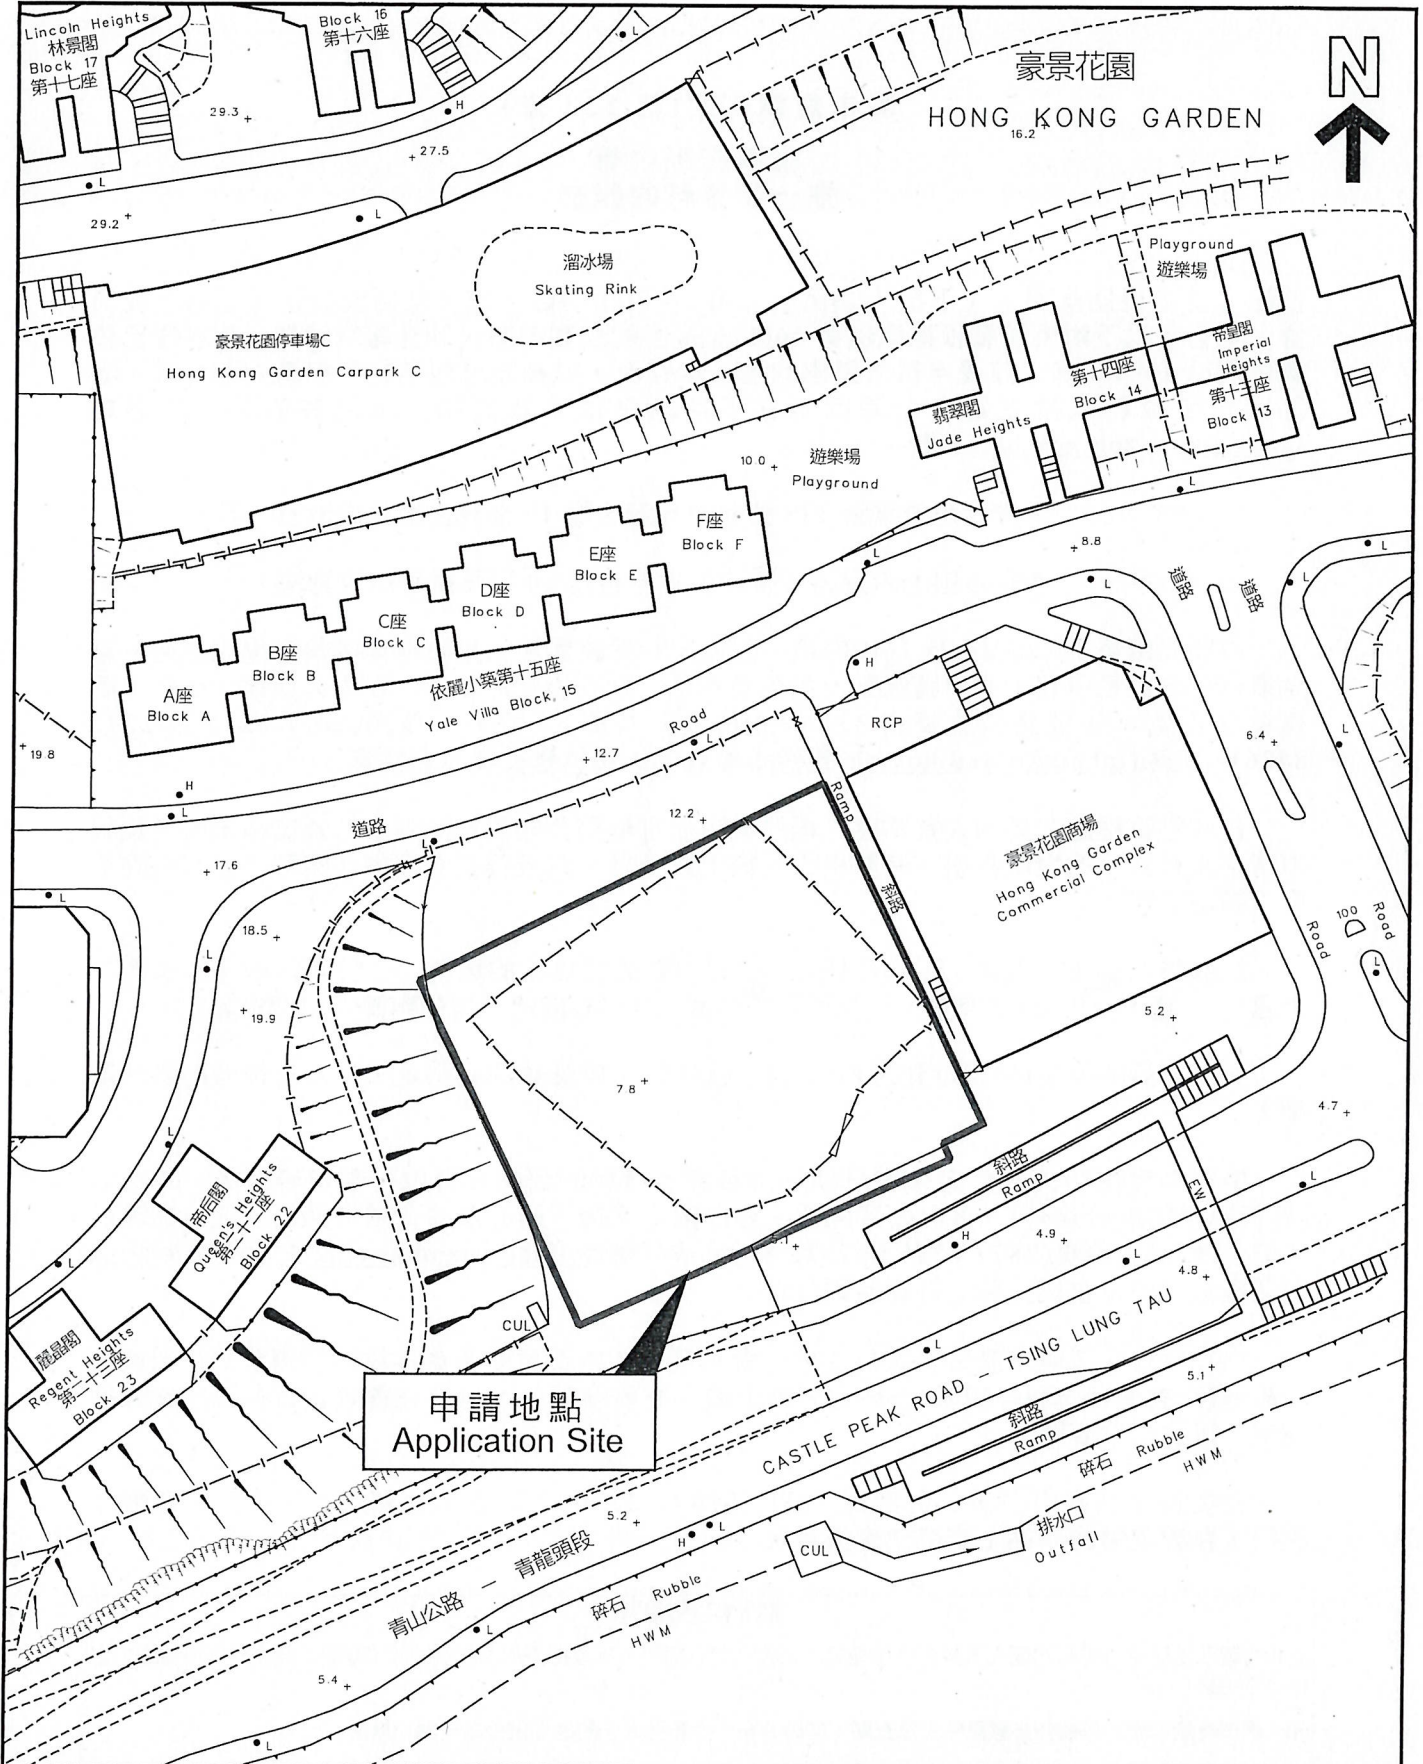 Lincoln Heights
林景閣
Block 17
第十七座
Block 16
第十六座
L
豪景花園
HONG KONG GARDEN
16.2
N
29.3
H
27.5
L
29.2
L
溜冰場
Skating Rink
Playground
遊樂場
豪景花園停車場C
Hong Kong Garden Carpark C
帝皇閣
Imperial
Heights
第十三座
Block 13
第十四座
Block 14
翡翠閣
Jade Heights
10.0
遊樂場
Playground
L
F座
Block F
E座
Block E
D座
Block D
C座
Block C
B座
Block B
A座
Block A
依麗小築第十五座
Yale Villa Block 15
L
8.8
L
道路
道路
L
L
H
RCP
Road
L
12.7
19.8
H
L
6.4
L
道路
L
12.2
Ramp
斜路
豪景花園商場
Hong Kong Garden
Commercial Complex
17.6
L
18.5
L
19.9
100
Road
Road
L
5.2
7.8
4.7
L
帝后閣
Queen's Heights
第二十二座
Block 22
斜路
Ramp
EW
L
H
4.9
L
4.8
L
麗晶閣
Regent Heights
第二十三座
Block 23
CUL
L
申請地點
Application Site
CASTLE PEAK ROAD - TSING LUNG TAU
5.1
斜路
Ramp
碎石 Rubble
HWM
5.2
H
L
CUL
排水口
Outfall
青山公路 - 青龍頭段
碎石 Rubble
HWM
L
5.4
L